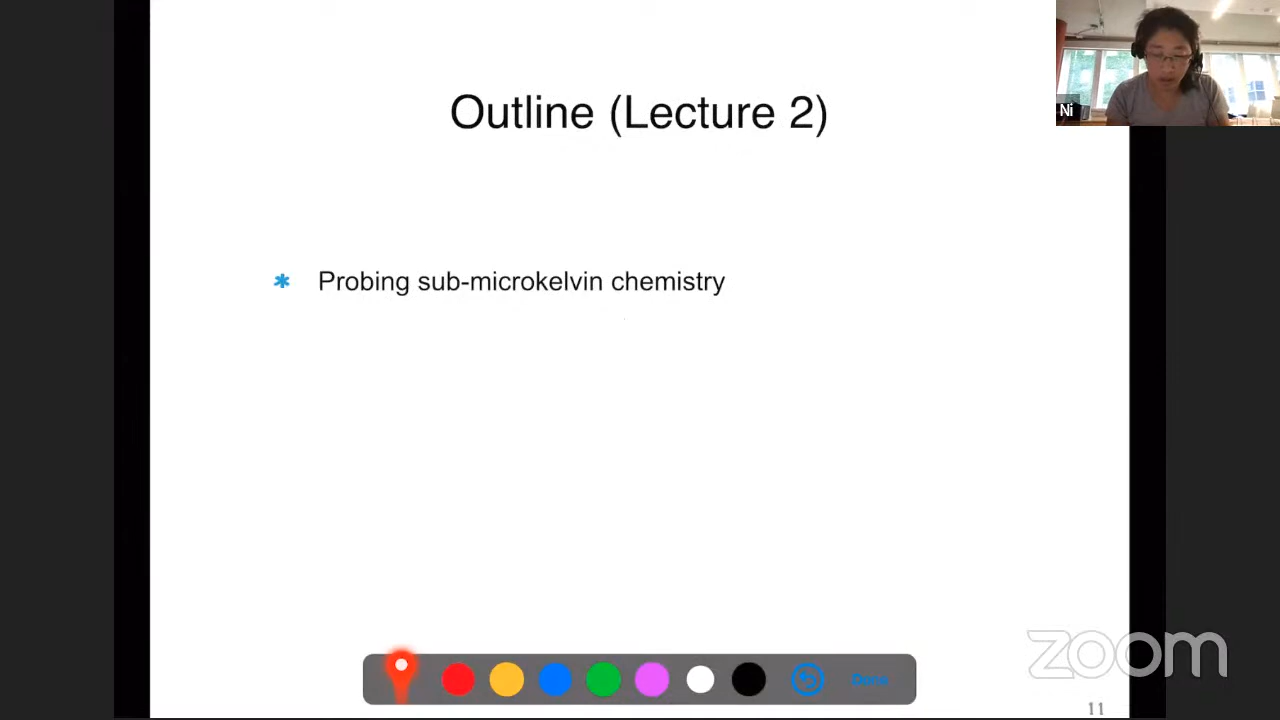 Outline (Lecture 2)
Ni
* Probing sub-microkelvin chemistry
zoom
Done
11